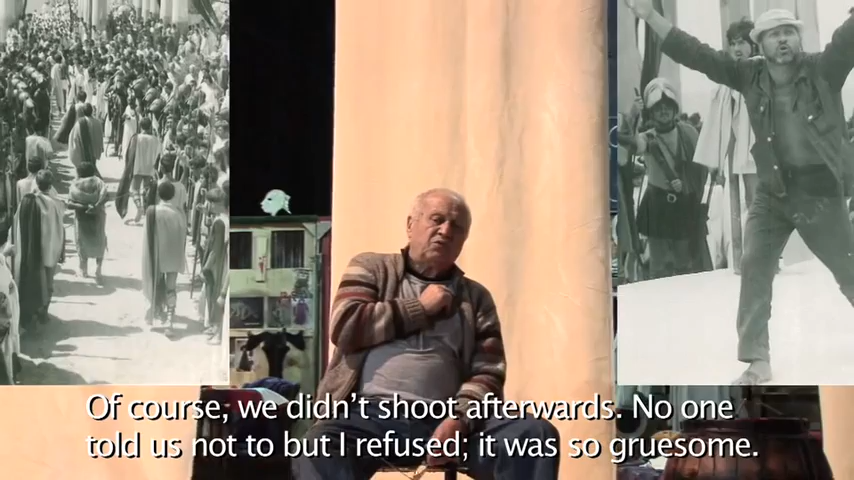 Of course, we didn't shoot afterwards. No one
told us not to but I refused; it was so gruesome.